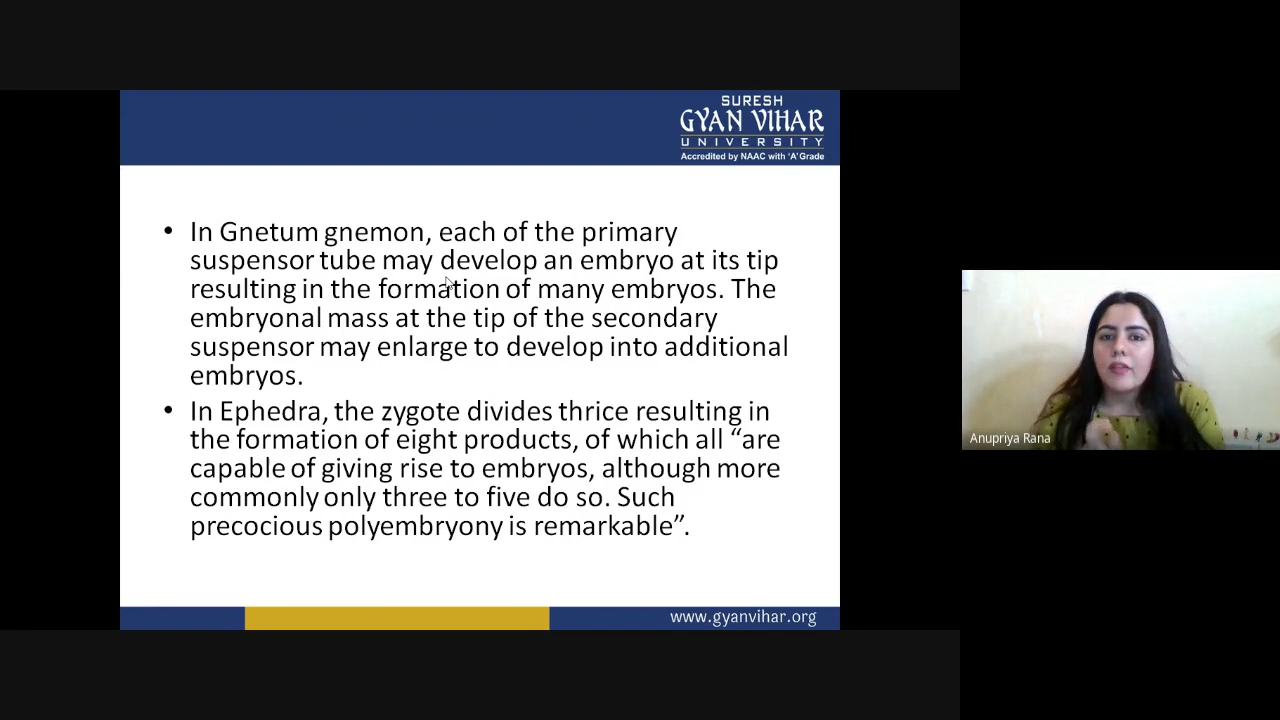 SURESH
GYAN VIHAR
UNIVERSITY
Accredited by NAAC with 'A' Grade
• In Gnetum gnemon, each of the primary
suspensor tube may develop an embryo at its tip
resulting in the formation of many embryos. The
embryonal mass at the tip of the secondary
suspensor may enlarge to develop into additional
embryos.
• In Ephedra, the zygote divides thrice resulting in
the formation of eight products, of which all “are
capable of giving rise to embryos, although more
commonly only three to five do so. Such
precocious polyembryony is remarkable”.
www.gyanvihar.org
Anupriya Rana